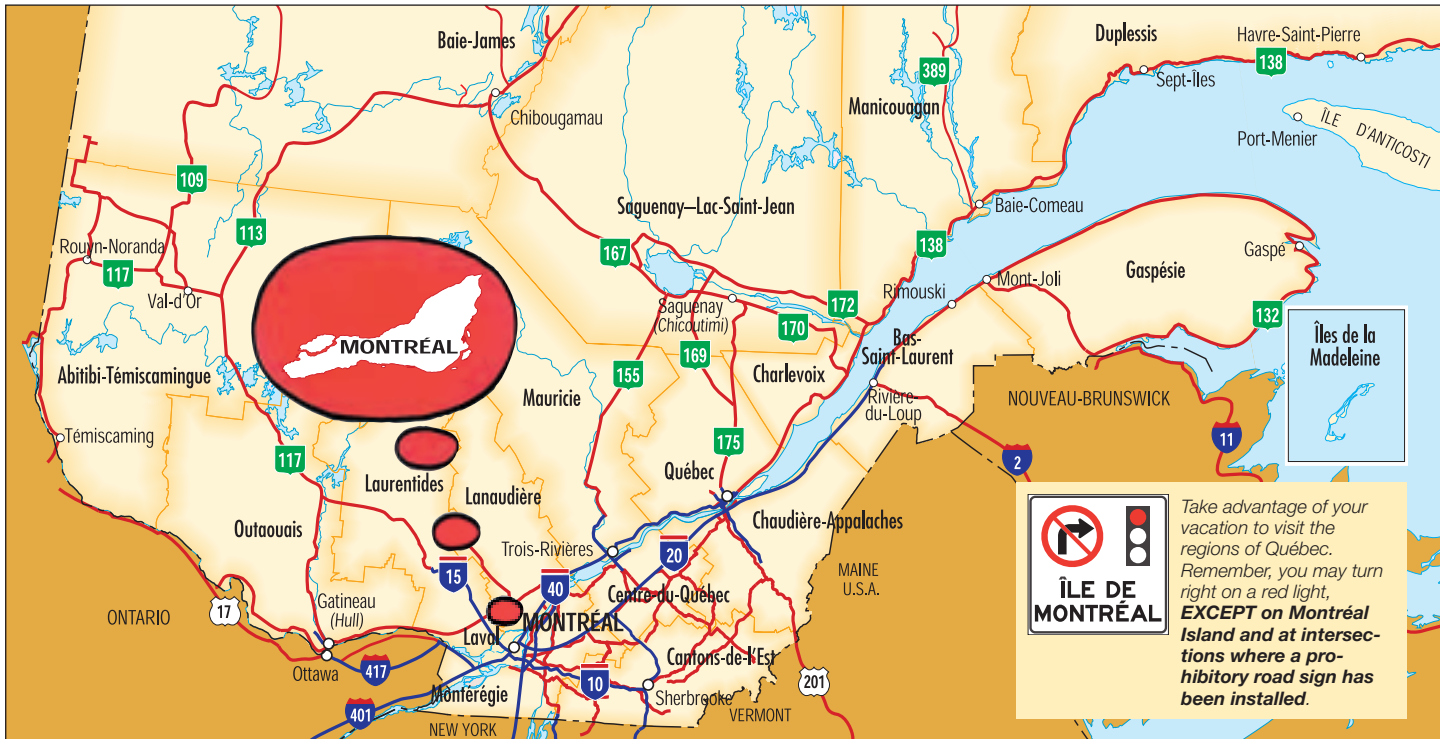 Baie-James
Duplessis
Havre-Saint-Pierre
138
389
Sept-Îles
Manicouagan
Chibougamau
ÎLE D'ANTICOSTI
Port-Menier
109
Saguenay–Lac-Saint-Jean
Baie-Comeau
113
138
Rouyn-Noranda
167
Gaspé
117
Mont-Joli
Gaspésie
Val-d'Or
Rimouski
Saguenay
(Chicoutimi)
172
132
170
Îles de la
Madeleine
MONTRÉAL
Bas-
Saint-Laurent
169
155
Charlevoix
Abitibi-Témiscamingue
Mauricie
Rivière-
du-Loup
NOUVEAU-BRUNSWICK
Témiscaming
175
11
117
2
Québec
Laurentides
Lanaudière
Outaouais
Chaudière-Appalaches
Trois-Rivières
20
15
40
MAINE
U.S.A.
Centre-du-Québec
ONTARIO
17
Gatineau
(Hull)
MONTRÉAL
Laval
Cantons-de-l'Est
Ottawa
417
10
201
Montérégie
Sherbrooke
401
VERMONT
NEW YORK
ÎLE DE
MONTRÉAL
Take advantage of your
vacation to visit the
regions of Québec.
Remember, you may turn
right on a red light,
EXCEPT on Montréal
Island and at intersec-
tions where a pro-
hibitory road sign has
been installed.